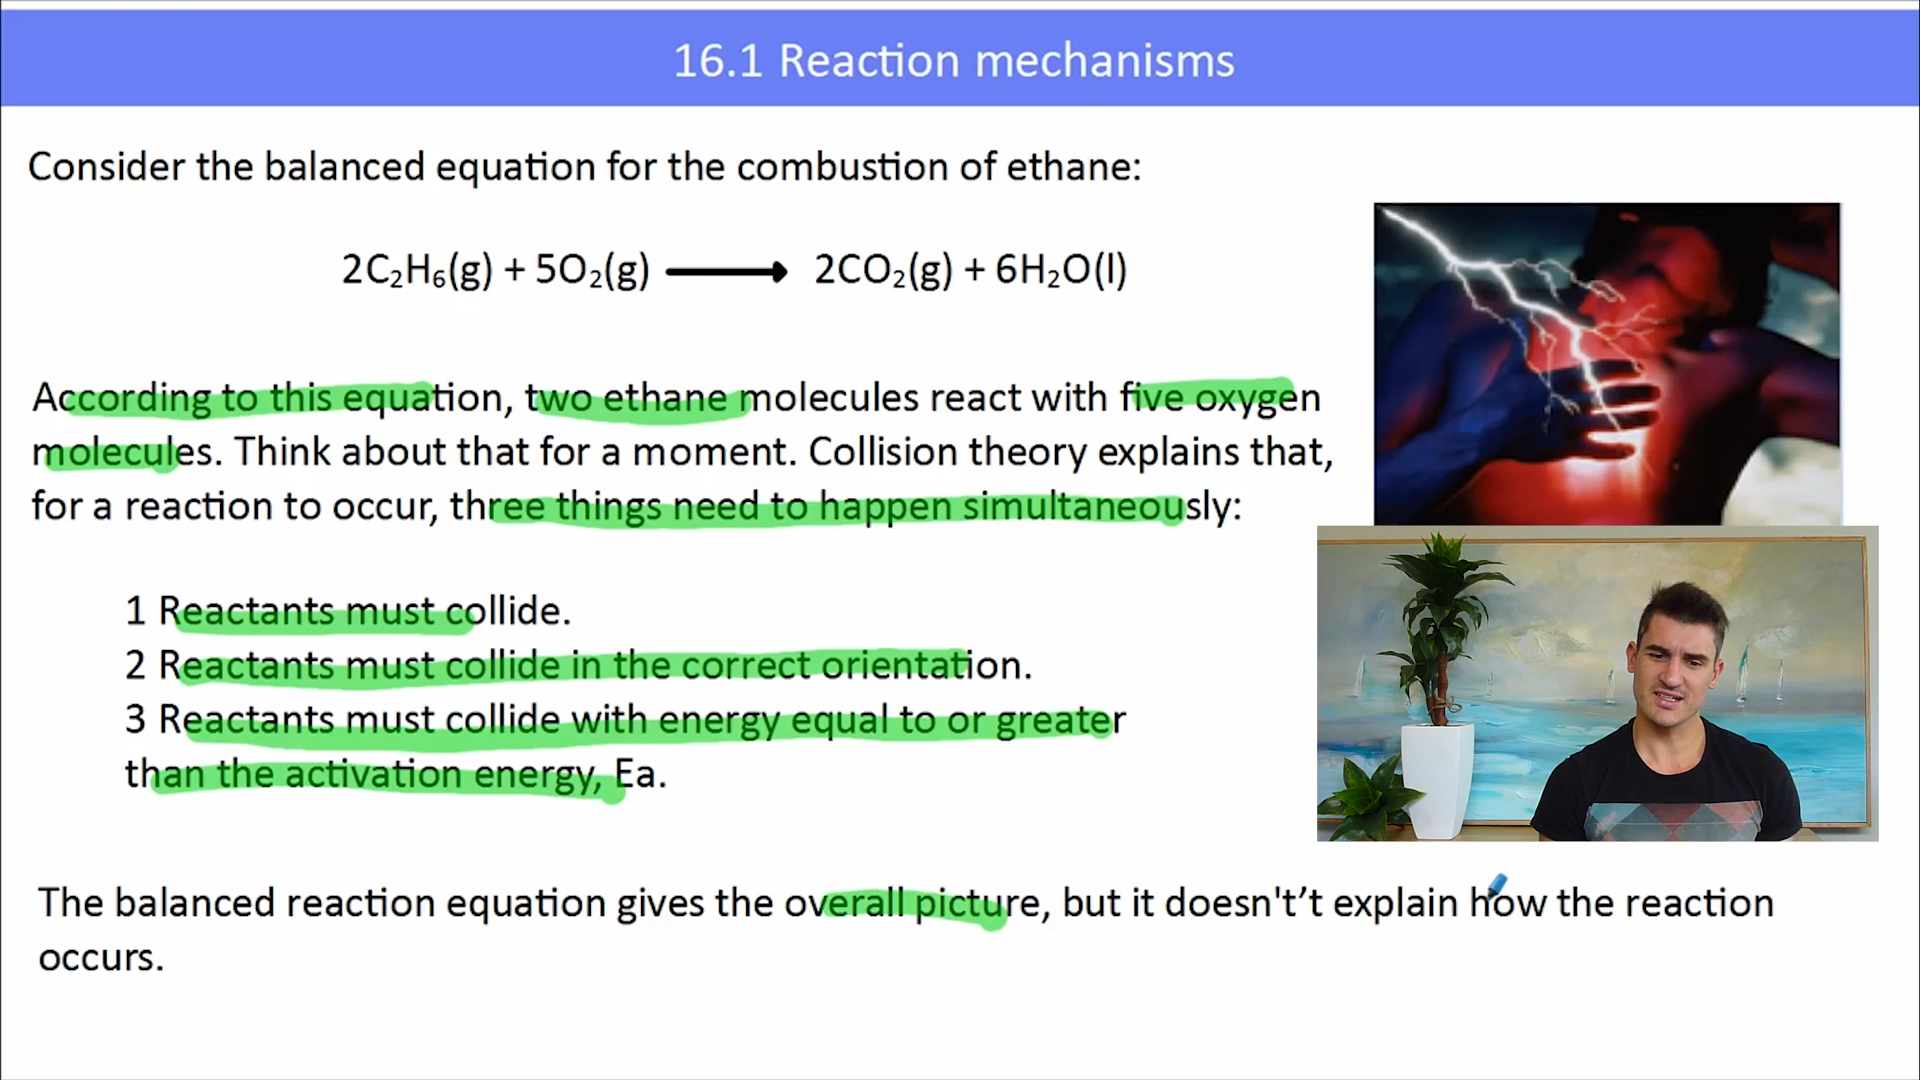 16.1 Reaction mechanisms
Consider the balanced equation for the combustion of ethane:
2C₂H₆(g) + 5O₂(g) ⟶ 2CO₂(g) + 6H₂O(l)
According to this equation, two ethane molecules react with five oxygen
molecules. Think about that for a moment. Collision theory explains that,
for a reaction to occur, three things need to happen simultaneously:
1 Reactants must collide.
2 Reactants must collide in the correct orientation.
3 Reactants must collide with energy equal to or greater
than the activation energy, Ea.
The balanced reaction equation gives the overall picture, but it doesn't’t explain how the reaction
occurs.